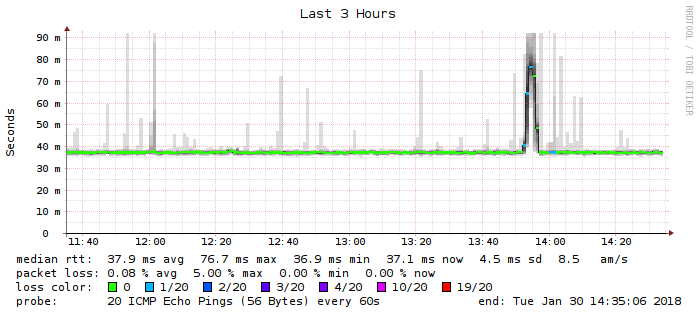 Last 3 Hours
RRDTOOL / TOBI OETIKER
Seconds
90 m
80 m
70 m
60 m
50 m
40 m
30 m
20 m
10 m
0
11:40 12:00 12:20 12:40 13:00 13:20 13:40 14:00 14:20
median rtt: 37.9 ms avg 76.7 ms max 36.9 ms min 37.1 ms now 4.5 ms sd 8.5 am/s
packet loss: 0.08 % avg 5.00 % max 0.00 % min 0.00 % now
loss color: 0 1/20 2/20 3/20 4/20 10/20 19/20
probe: 20 ICMP Echo Pings (56 Bytes) every 60s end: Tue Jan 30 14:35:06 2018